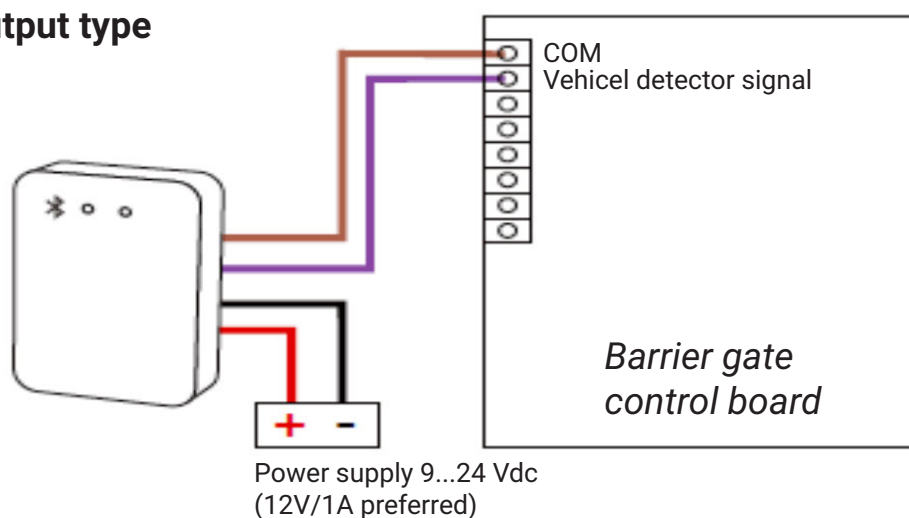 tput type
COM
Vehicel detector signal
Barrier gate
control board
+ -
Power supply 9...24 Vdc
(12V/1A preferred)